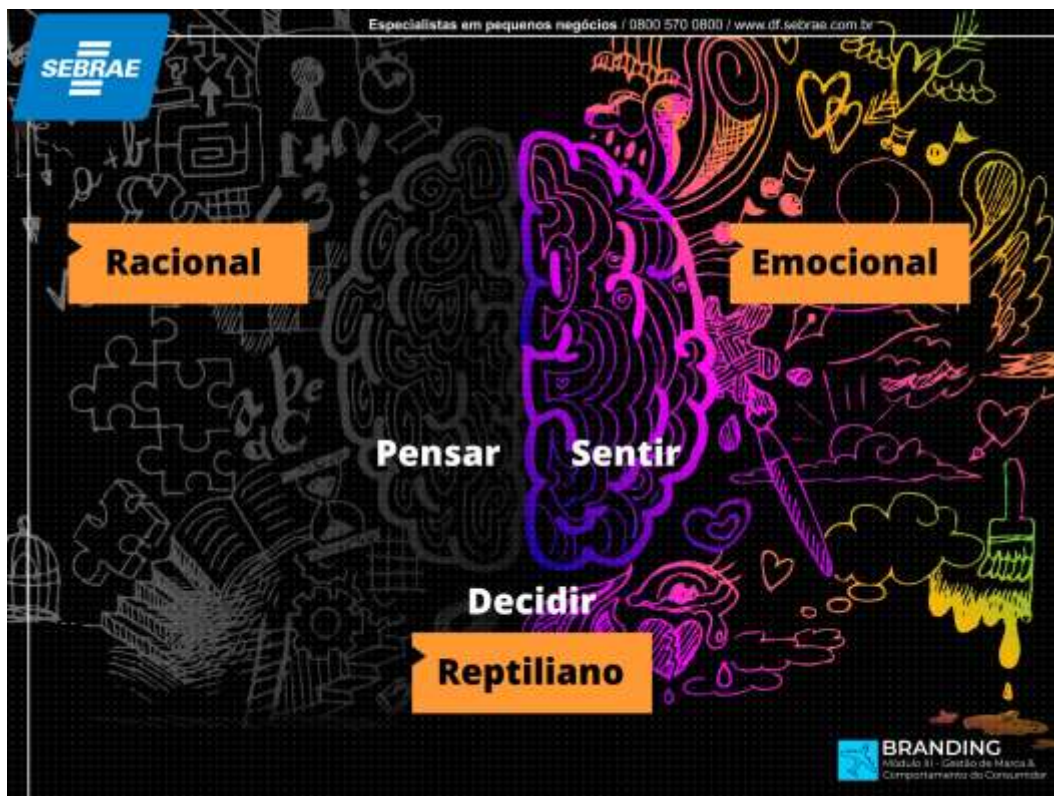 Especialistas em pequenos negócios / 0800 570 0800 / www.df.sebrae.com.br
SEBRAE
Racional
Emocional
Pensar
Sentir
Decidir
Reptiliano
BRANDING
Módulo III - Gestão de Marca &
Comportamento do Consumidor